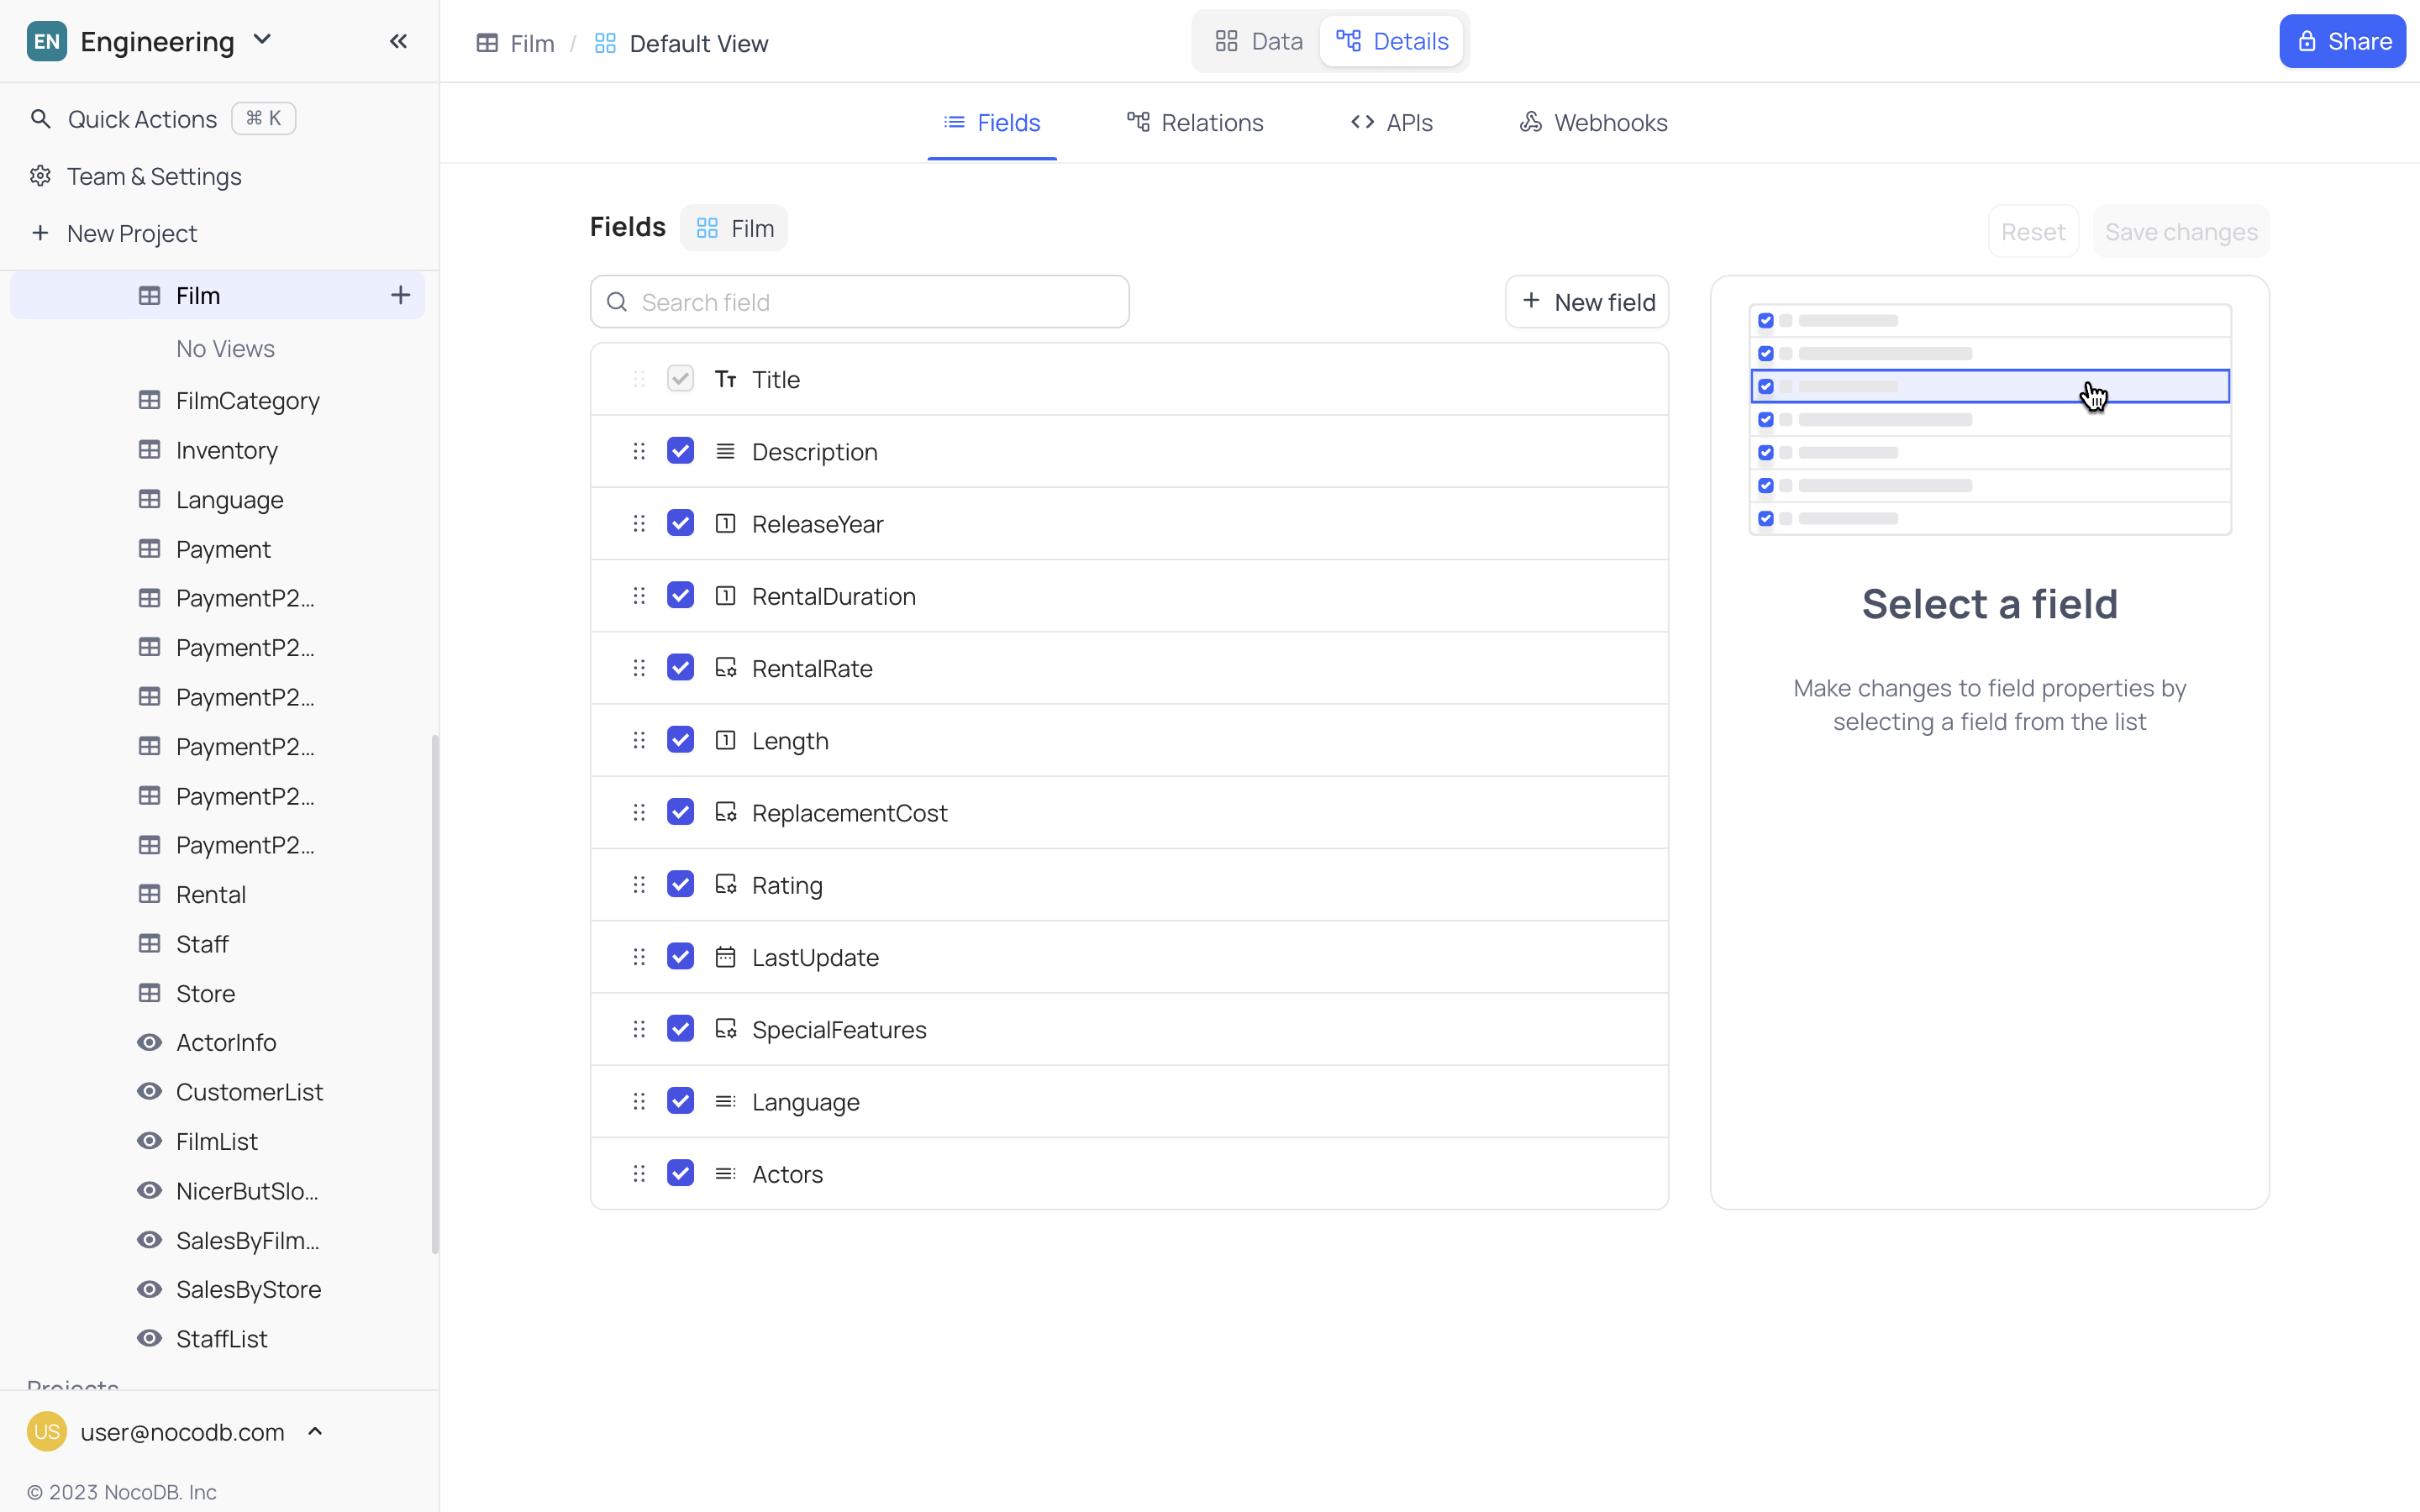 EN Engineering
Quick Actions ⌘ K
Team & Settings
New Project
Film
No Views
FilmCategory
Inventory
Language
Payment
PaymentP2...
PaymentP2...
PaymentP2...
PaymentP2...
PaymentP2...
PaymentP2...
Rental
Staff
Store
ActorInfo
CustomerList
FilmList
NicerButSlo...
SalesByFilm...
SalesByStore
StaffList
Projects
US user@nocodb.com
© 2023 NocoDB. Inc
Film / Default View
Data Details
Share
Fields Relations APIs Webhooks
Fields Film
Reset Save changes
Search field
New field
Title
Description
ReleaseYear
RentalDuration
RentalRate
Length
ReplacementCost
Rating
LastUpdate
SpecialFeatures
Language
Actors
Select a field
Make changes to field properties by
selecting a field from the list